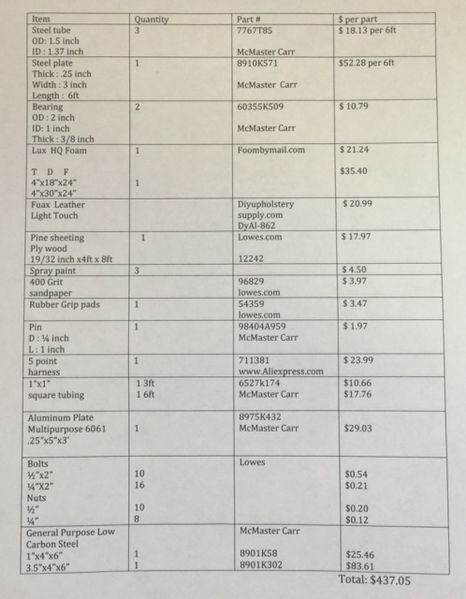 Item Quantity Part # $ per part
Steel tube 3 7767T85 $ 18.13 per 6ft
OD: 1.5 inch
ID : 1.37 inch McMaster Carr
Steel plate 1 8910K571 $52.28 per 6ft
Thick : .25 inch
Width : 3 inch McMaster Carr
Length : 6ft
Bearing 2 60355K509 $ 10.79
OD : 2 inch
ID: 1 inch McMaster Carr
Thick : 3/8 inch
Lux HQ Foam 1 Foombymail.com $ 21.24
T D F $35.40
4"x18"x24" 1
4"x30"x24"
Fuax Leather Diyupholstery $ 20.99
Light Touch supply.com
DyAl-862
Pine sheeting 1 Lowes.com $ 17.97
Ply wood
19/32 inch x4ft x 8ft 12242
Spray paint 3 $ 4.50
400 Grit 96829 $ 3.97
sandpaper lowes.com
Rubber Grip pads 1 54359 $ 3.47
lowes.com
Pin 1 98404A959 $ 1.97
D : ¼ inch McMaster Carr
L : 1 inch
5 point 1 711381 $ 23.99
harness www.Aliexpress.com
1"x1" 1 3ft 6527k174 $10.66
square tubing 1 6ft McMaster Carr $17.76
Aluminum Plate 8975K432
Multipurpose 6061 1 McMaster Carr $29.03
.25"x5"x3'
Bolts Lowes
½"x2" 10 $0.54
¼"X2" 16 $0.21
Nuts
½" 10 $0.20
¼" 8 $0.12
General Purpose Low McMaster Carr
Carbon Steel
1"x4"x6" 1 8901K58 $25.46
3.5"x4"x6" 1 8901K302 $83.61
Total: $437.05